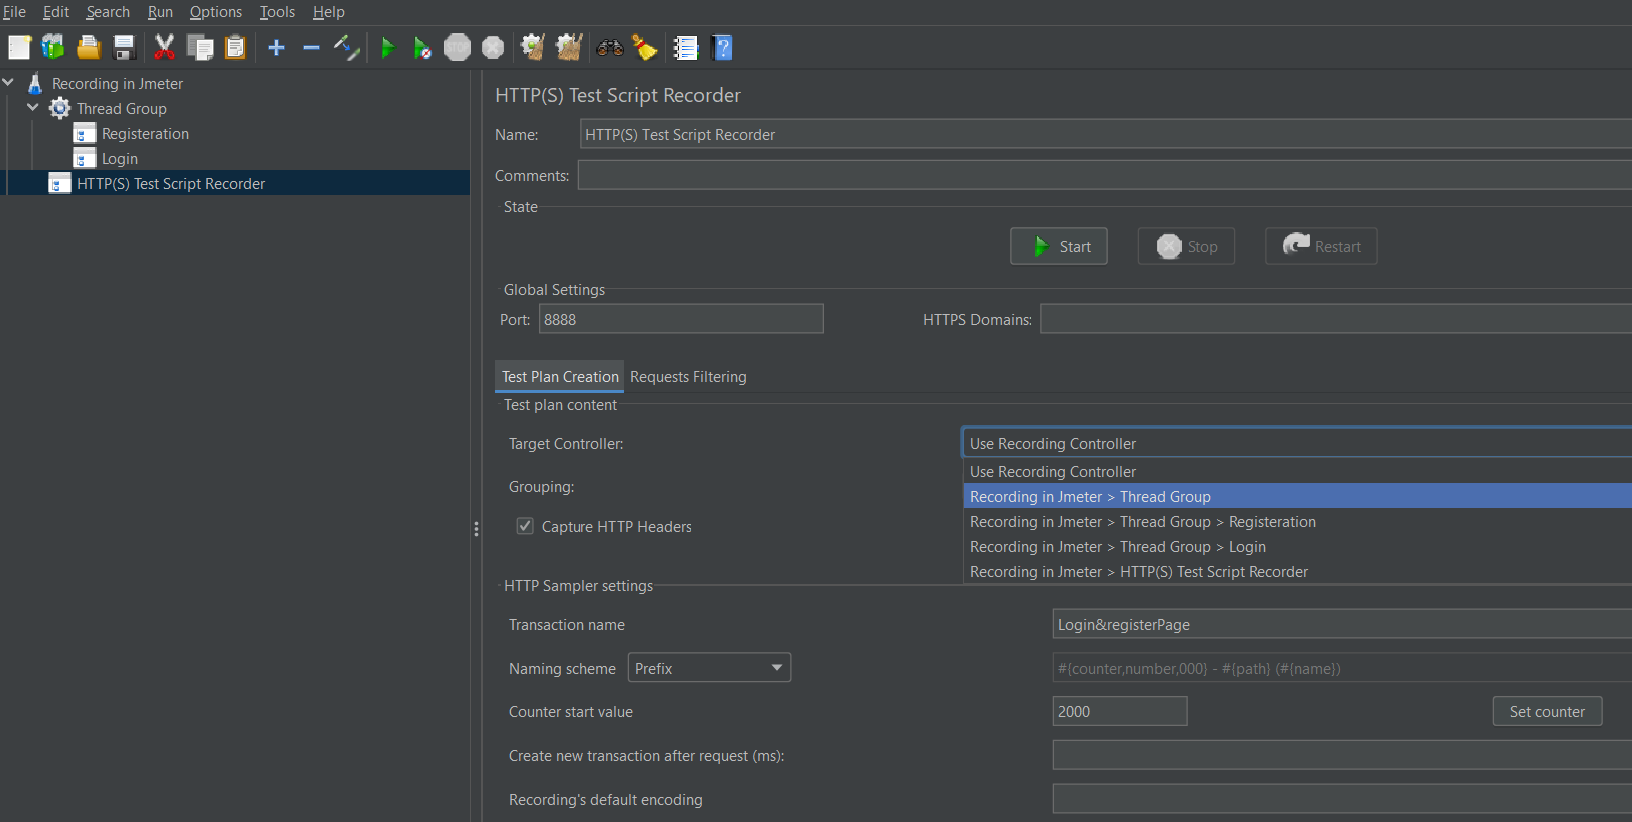 File Edit Search Run Options Tools Help
STOP
Recording in Jmeter
Thread Group
Registeration
Login
HTTP(S) Test Script Recorder
HTTP(S) Test Script Recorder
Name: HTTP(S) Test Script Recorder
Comments:
State
Start Stop Restart
Global Settings
Port: 8888 HTTPS Domains:
Test Plan Creation Requests Filtering
Test plan content
Target Controller: Use Recording Controller
Use Recording Controller
Recording in Jmeter > Thread Group
Recording in Jmeter > Thread Group > Registeration
Recording in Jmeter > Thread Group > Login
Recording in Jmeter > HTTP(S) Test Script Recorder
Grouping:
Capture HTTP Headers
HTTP Sampler settings
Transaction name Login&registerPage
Naming scheme Prefix #{counter,number,000} - #{path} (#{name})
Counter start value 2000 Set counter
Create new transaction after request (ms):
Recording's default encoding